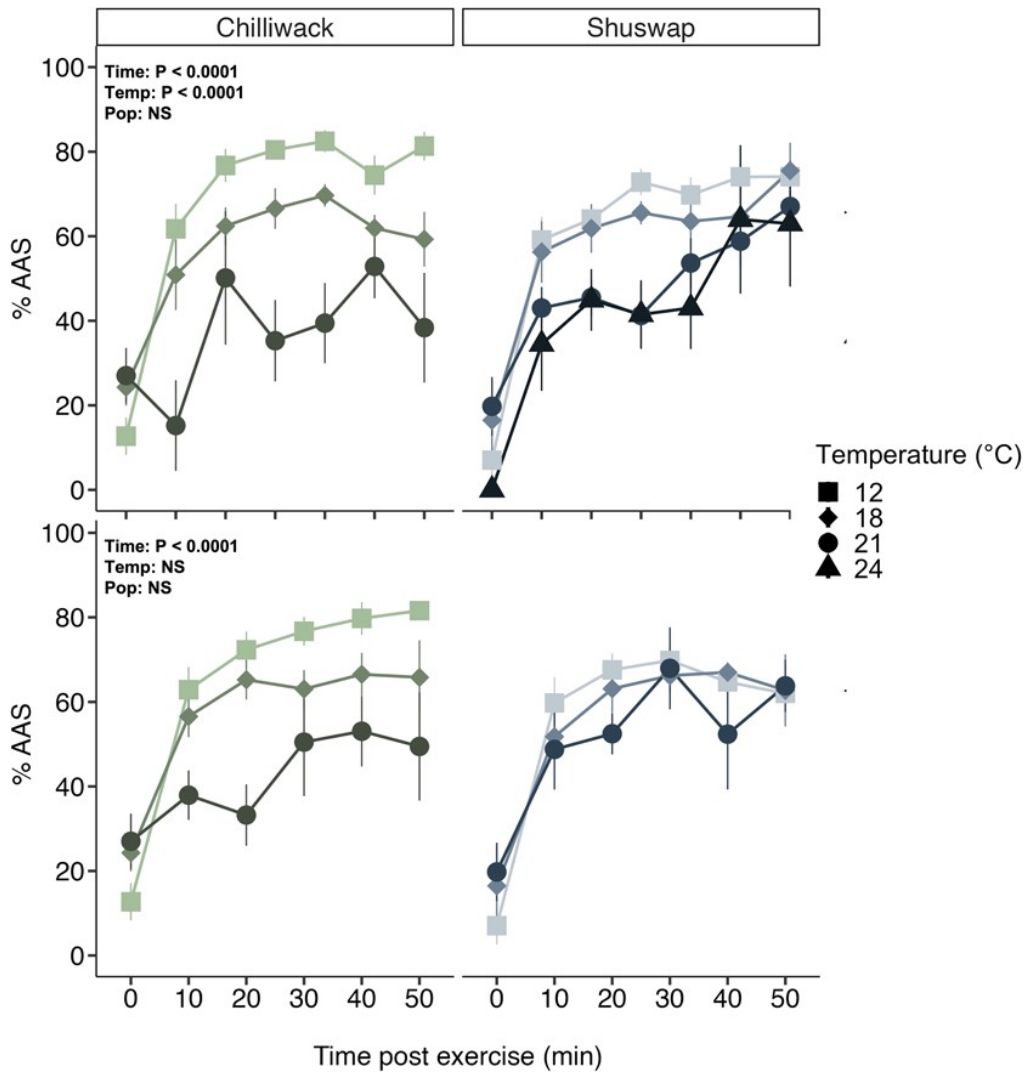 Chilliwack
Shuswap
100
80
60
40
20
0
% AAS
Time: P < 0.0001
Temp: P < 0.0001
Pop: NS
Temperature (°C)
12
18
21
24
100
80
60
40
20
0
% AAS
Time: P < 0.0001
Temp: NS
Pop: NS
0 10 20 30 40 50
0 10 20 30 40 50
Time post exercise (min)